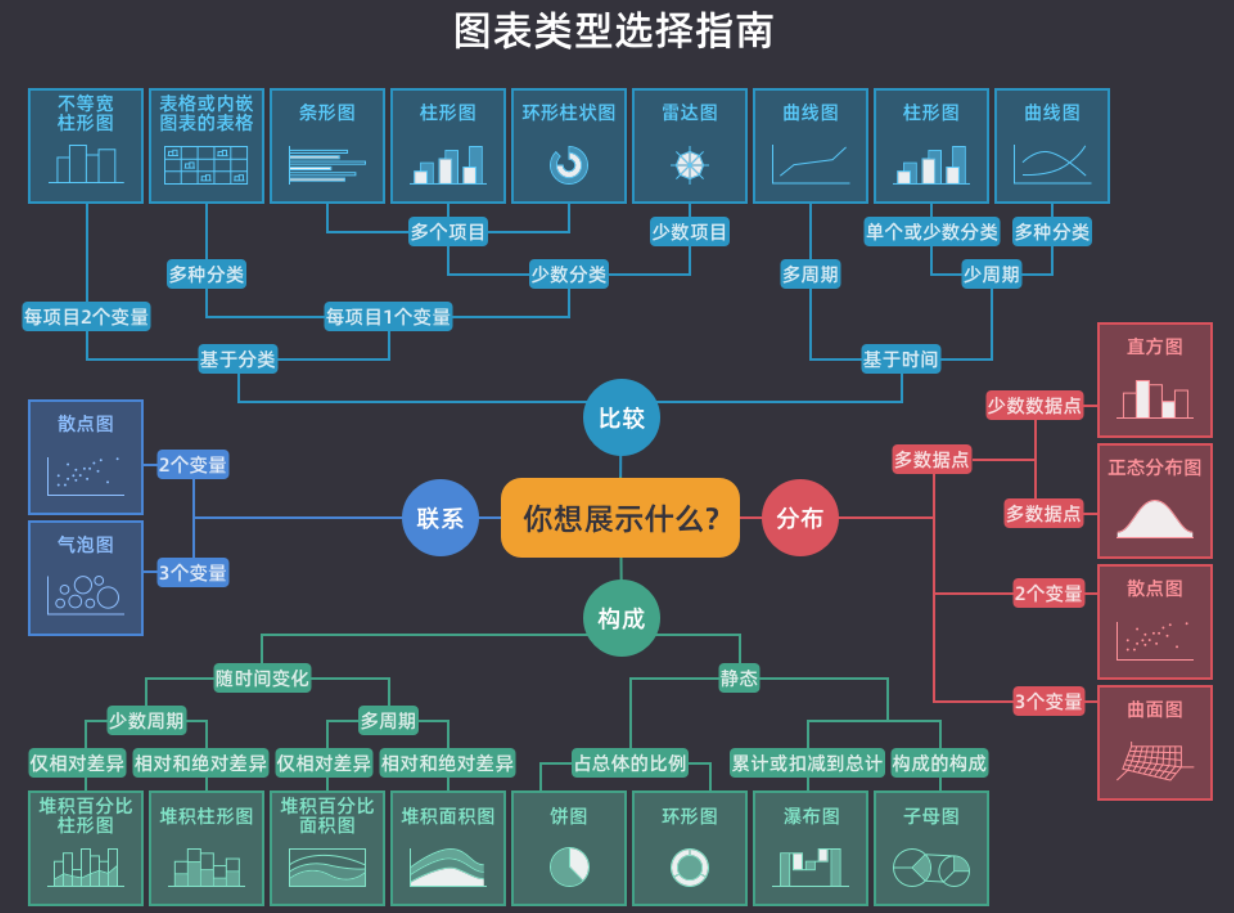 图表类型选择指南
不等宽
柱形图
表格或内嵌
图表的表格
条形图
柱形图
环形柱状图
雷达图
曲线图
柱形图
曲线图
多个项目
少数项目
单个或少数分类
多种分类
多种分类
少数分类
多周期
少周期
每项目2个变量
每项目1个变量
基于分类
基于时间
比较
直方图
少数数据点
散点图
2个变量
多数据点
正态分布图
联系
你想展示什么?
分布
多数据点
气泡图
3个变量
2个变量
散点图
构成
随时间变化
静态
3个变量
曲面图
少数周期
多周期
仅相对差异
相对和绝对差异
仅相对差异
相对和绝对差异
占总体的比例
累计或扣减到总计
构成的构成
堆积百分比
柱形图
堆积柱形图
堆积百分比
面积图
堆积面积图
饼图
环形图
瀑布图
子母图